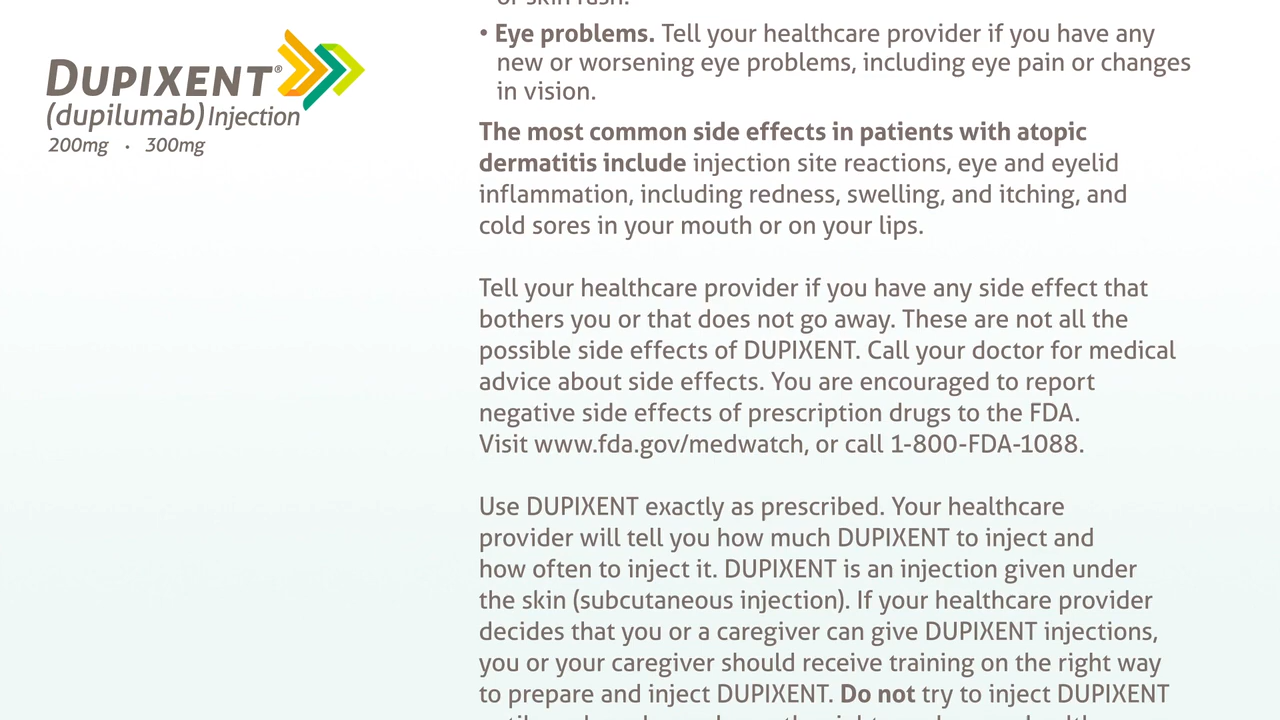 DUPIXENT®
(dupilumab) Injection
200mg · 300mg
or skin rash.
• Eye problems. Tell your healthcare provider if you have any
new or worsening eye problems, including eye pain or changes
in vision.
The most common side effects in patients with atopic
dermatitis include injection site reactions, eye and eyelid
inflammation, including redness, swelling, and itching, and
cold sores in your mouth or on your lips.
Tell your healthcare provider if you have any side effect that
bothers you or that does not go away. These are not all the
possible side effects of DUPIXENT. Call your doctor for medical
advice about side effects. You are encouraged to report
negative side effects of prescription drugs to the FDA.
Visit www.fda.gov/medwatch, or call 1-800-FDA-1088.
Use DUPIXENT exactly as prescribed. Your healthcare
provider will tell you how much DUPIXENT to inject and
how often to inject it. DUPIXENT is an injection given under
the skin (subcutaneous injection). If your healthcare provider
decides that you or a caregiver can give DUPIXENT injections,
you or your caregiver should receive training on the right way
to prepare and inject DUPIXENT. Do not try to inject DUPIXENT